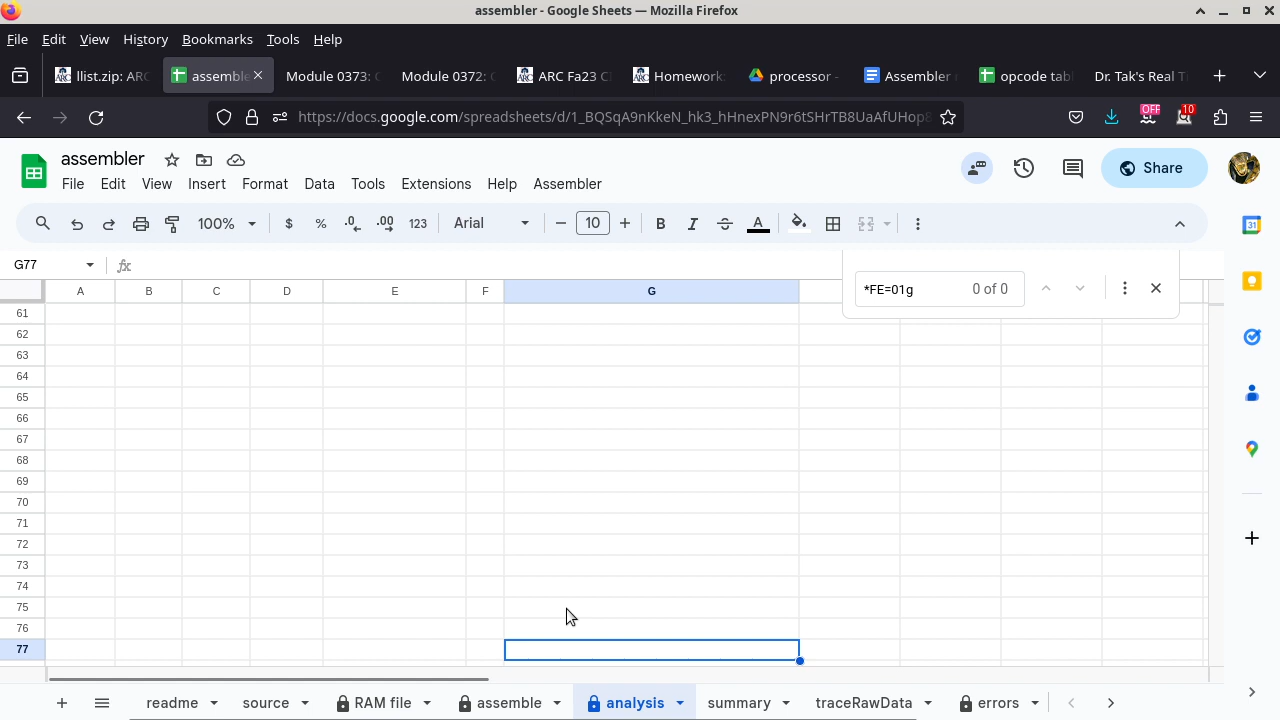 assembler - Google Sheets — Mozilla Firefox
File Edit View History Bookmarks Tools Help
llist.zip: ARC assemble Module 0373: C Module 0372: C ARC Fa23 C Homework processor - Assembler opcode tab Dr. Tak's Real T
https://docs.google.com/spreadsheets/d/1_BQSqA9nKkeN_hk3_hHnexPN9r6tSHrTB8UaAfUHop8 OFF 10
assembler
Share
File Edit View Insert Format Data Tools Extensions Help Assembler
100% $ % .0 .00 123 Arial 10 B I S A
G77 fx
*FE=01g 0 of 0
A B C D E F G
61
62
63
64
65
66
67
68
69
70
71
72
73
74
75
76
77
readme source RAM file assemble analysis summary traceRawData errors